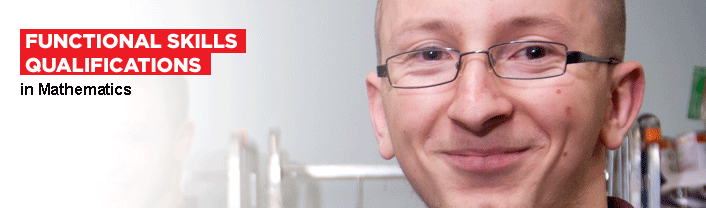 FUNCTIONAL SKILLS
QUALIFICATIONS
in Mathematics